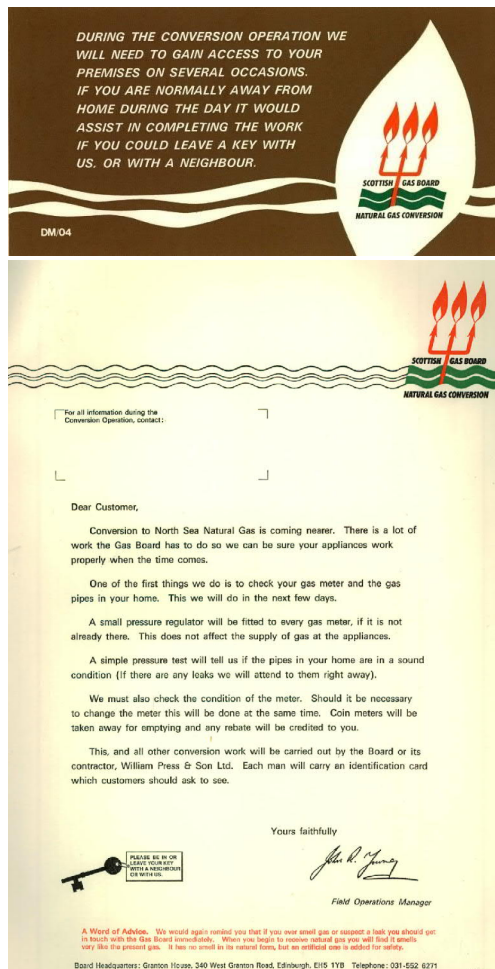 DURING THE CONVERSION OPERATION WE
WILL NEED TO GAIN ACCESS TO YOUR
PREMISES ON SEVERAL OCCASIONS.
IF YOU ARE NORMALLY AWAY FROM
HOME DURING THE DAY IT WOULD
ASSIST IN COMPLETING THE WORK
IF YOU COULD LEAVE A KEY WITH
US, OR WITH A NEIGHBOUR.
SCOTTISH GAS BOARD
NATURAL GAS CONVERSION
DM/04
SCOTTISH GAS BOARD
NATURAL GAS CONVERSION
For all information during the
Conversion Operation, contact:
Dear Customer,
Conversion to North Sea Natural Gas is coming nearer. There is a lot of
work the Gas Board has to do so we can be sure your appliances work
properly when the time comes.
One of the first things we do is to check your gas meter and the gas
pipes in your home. This we will do in the next few days.
A small pressure regulator will be fitted to every gas meter, if it is not
already there. This does not affect the supply of gas at the appliances.
A simple pressure test will tell us if the pipes in your home are in a sound
condition (If there are any leaks we will attend to them right away).
We must also check the condition of the meter. Should it be necessary
to change the meter this will be done at the same time. Coin meters will be
taken away for emptying and any rebate will be credited to you.
This, and all other conversion work will be carried out by the Board or its
contractor, William Press & Son Ltd. Each man will carry an identification card
which customers should ask to see.
Yours faithfully
PLEASE BE IN OR
LEAVE YOUR KEY
WITH A NEIGHBOUR
OR WITH US.
John R.
Field Operations Manager
A Word of Advice. We would again remind you that if you ever smell gas or suspect a leak you should get
in touch with the Gas Board immediately. When you begin to receive natural gas you will find it smells
very like the present gas. It has no smell in its natural form, but an artificial one is added for safety.
Board Headquarters: Granton House, 340 West Granton Road, Edinburgh, EH5 1YB Telephone: 031-552 6271